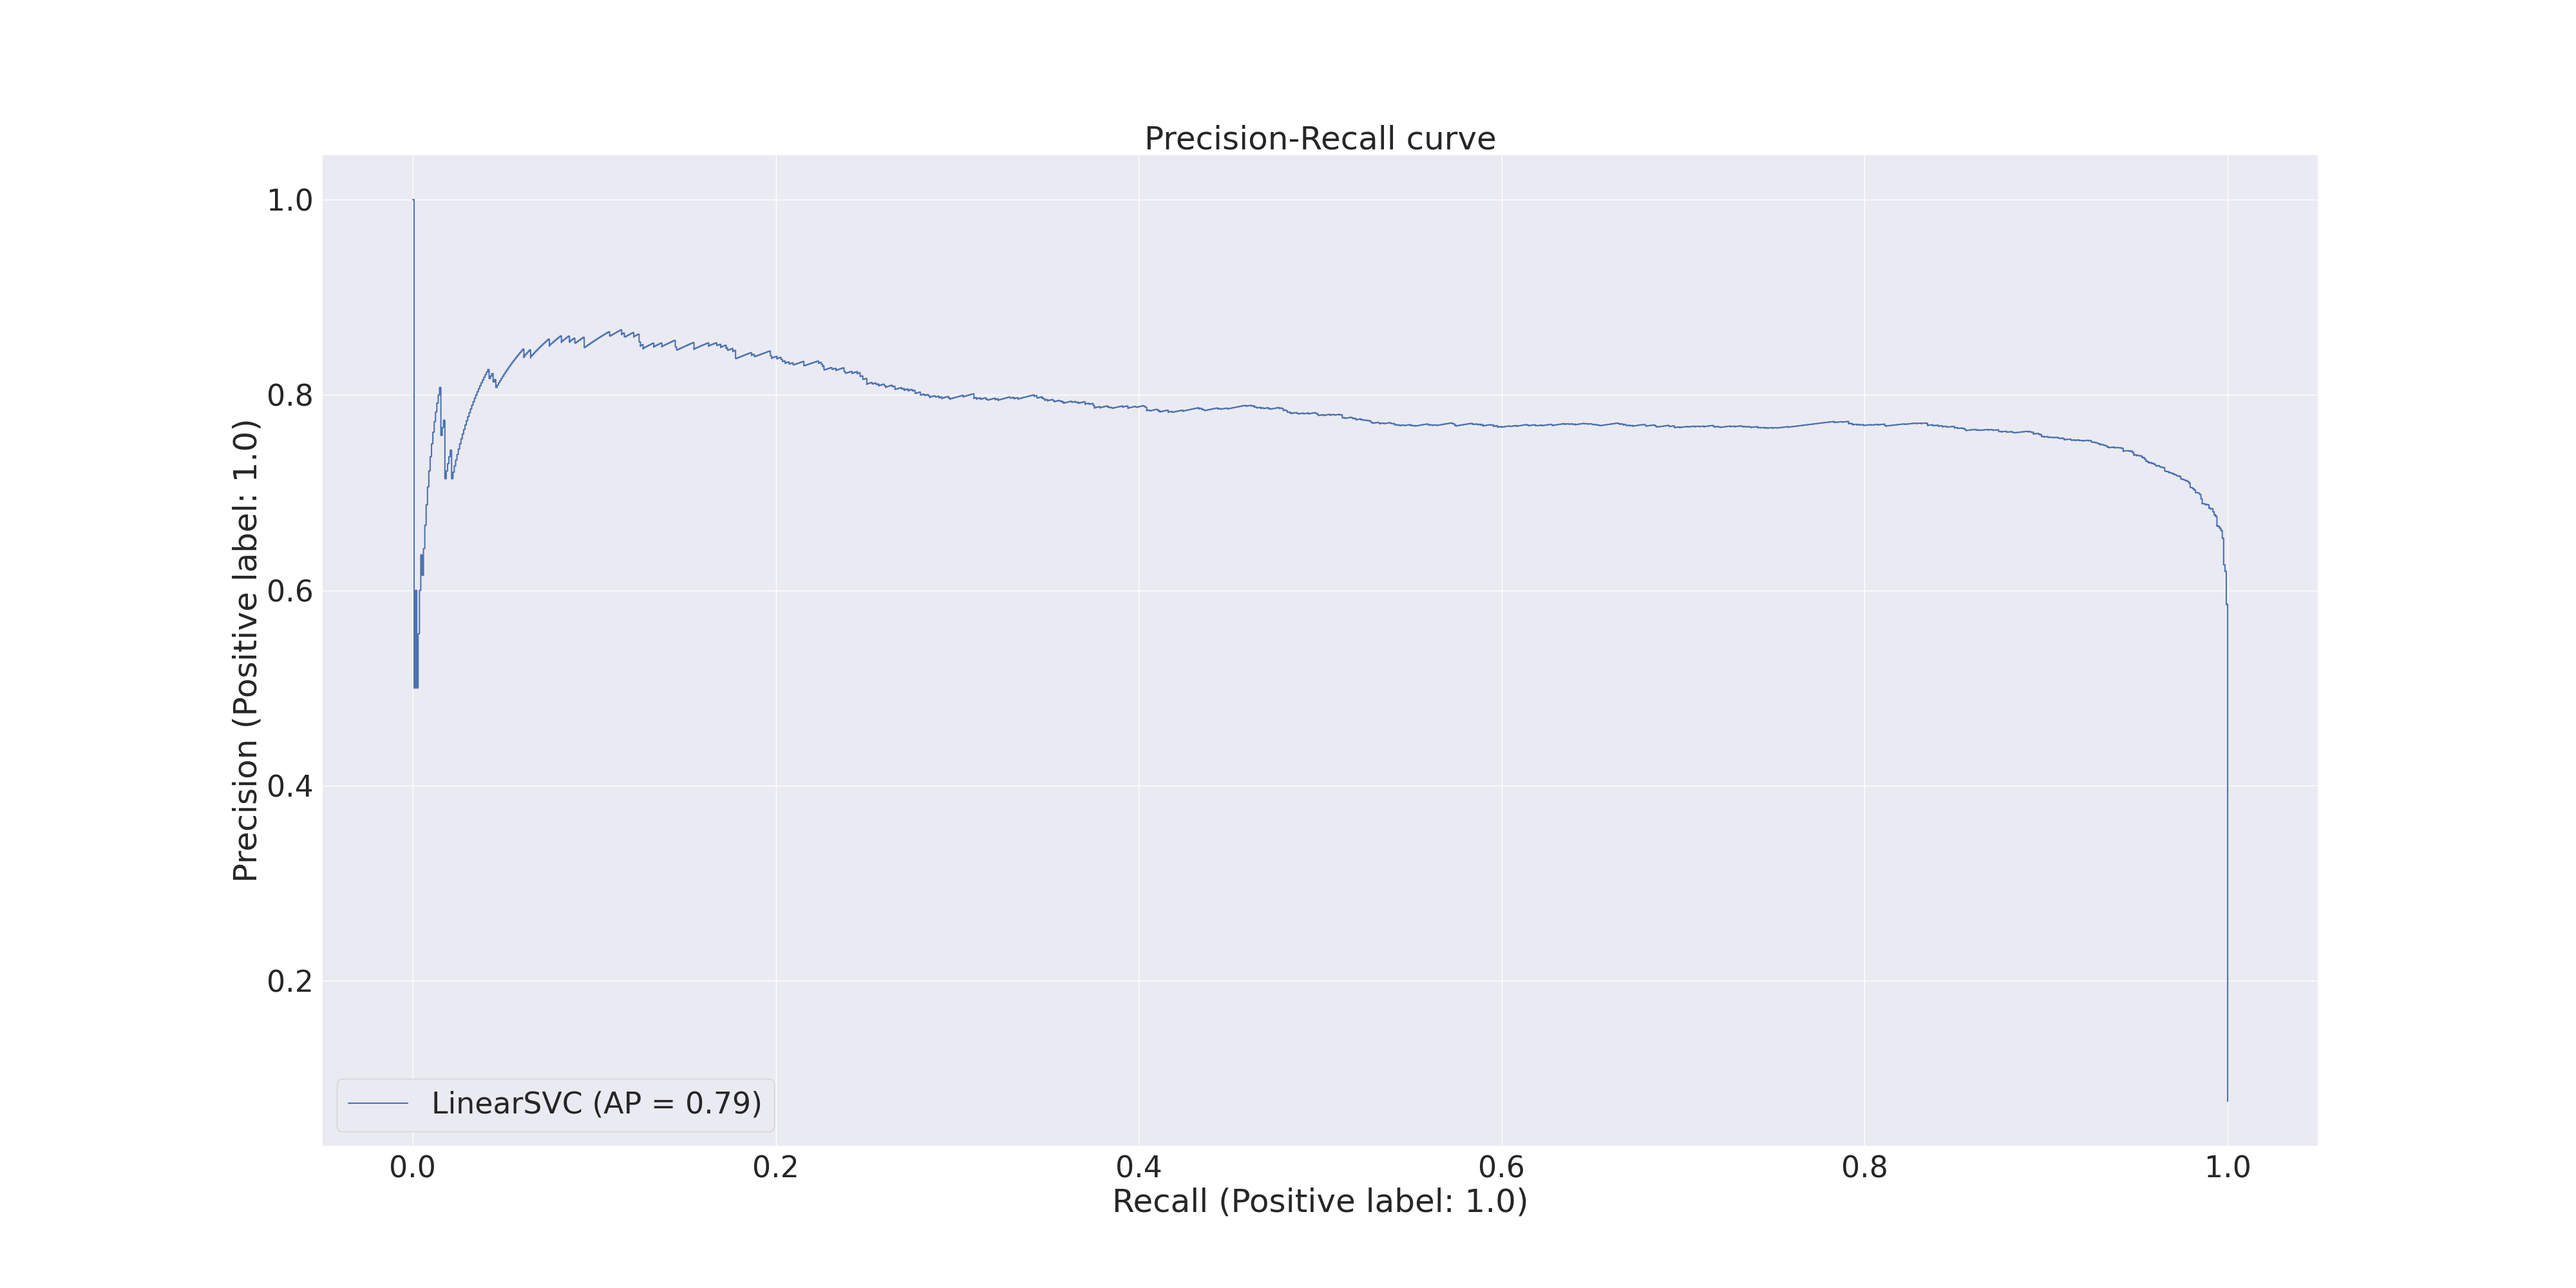 Precision-Recall curve
1.0
0.8
0.6
0.4
0.2
Precision (Positive label: 1.0)
LinearSVC (AP = 0.79)
0.0 0.2 0.4 0.6 0.8 1.0
Recall (Positive label: 1.0)